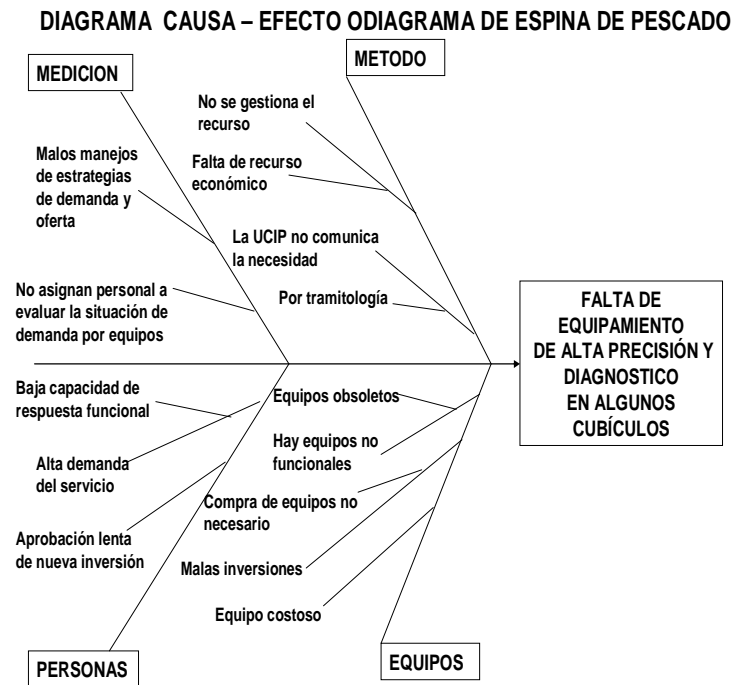 DIAGRAMA CAUSA – EFECTO ODIAGRAMA DE ESPINA DE PESCADO
MEDICION
METODO
No se gestiona el
recurso
Malos manejos
de estrategias
de demanda y
oferta
Falta de recurso
económico
La UCIP no comunica
la necesidad
No asignan personal a
evaluar la situación de
demanda por equipos
Por tramitología
FALTA DE
EQUIPAMIENTO
DE ALTA PRECISIÓN Y
DIAGNOSTICO
EN ALGUNOS
CUBÍCULOS
Baja capacidad de
respuesta funcional
Equipos obsoletos
Hay equipos no
funcionales
Alta demanda
del servicio
Compra de equipos no
necesario
Aprobación lenta
de nueva inversión
Malas inversiones
Equipo costoso
PERSONAS
EQUIPOS